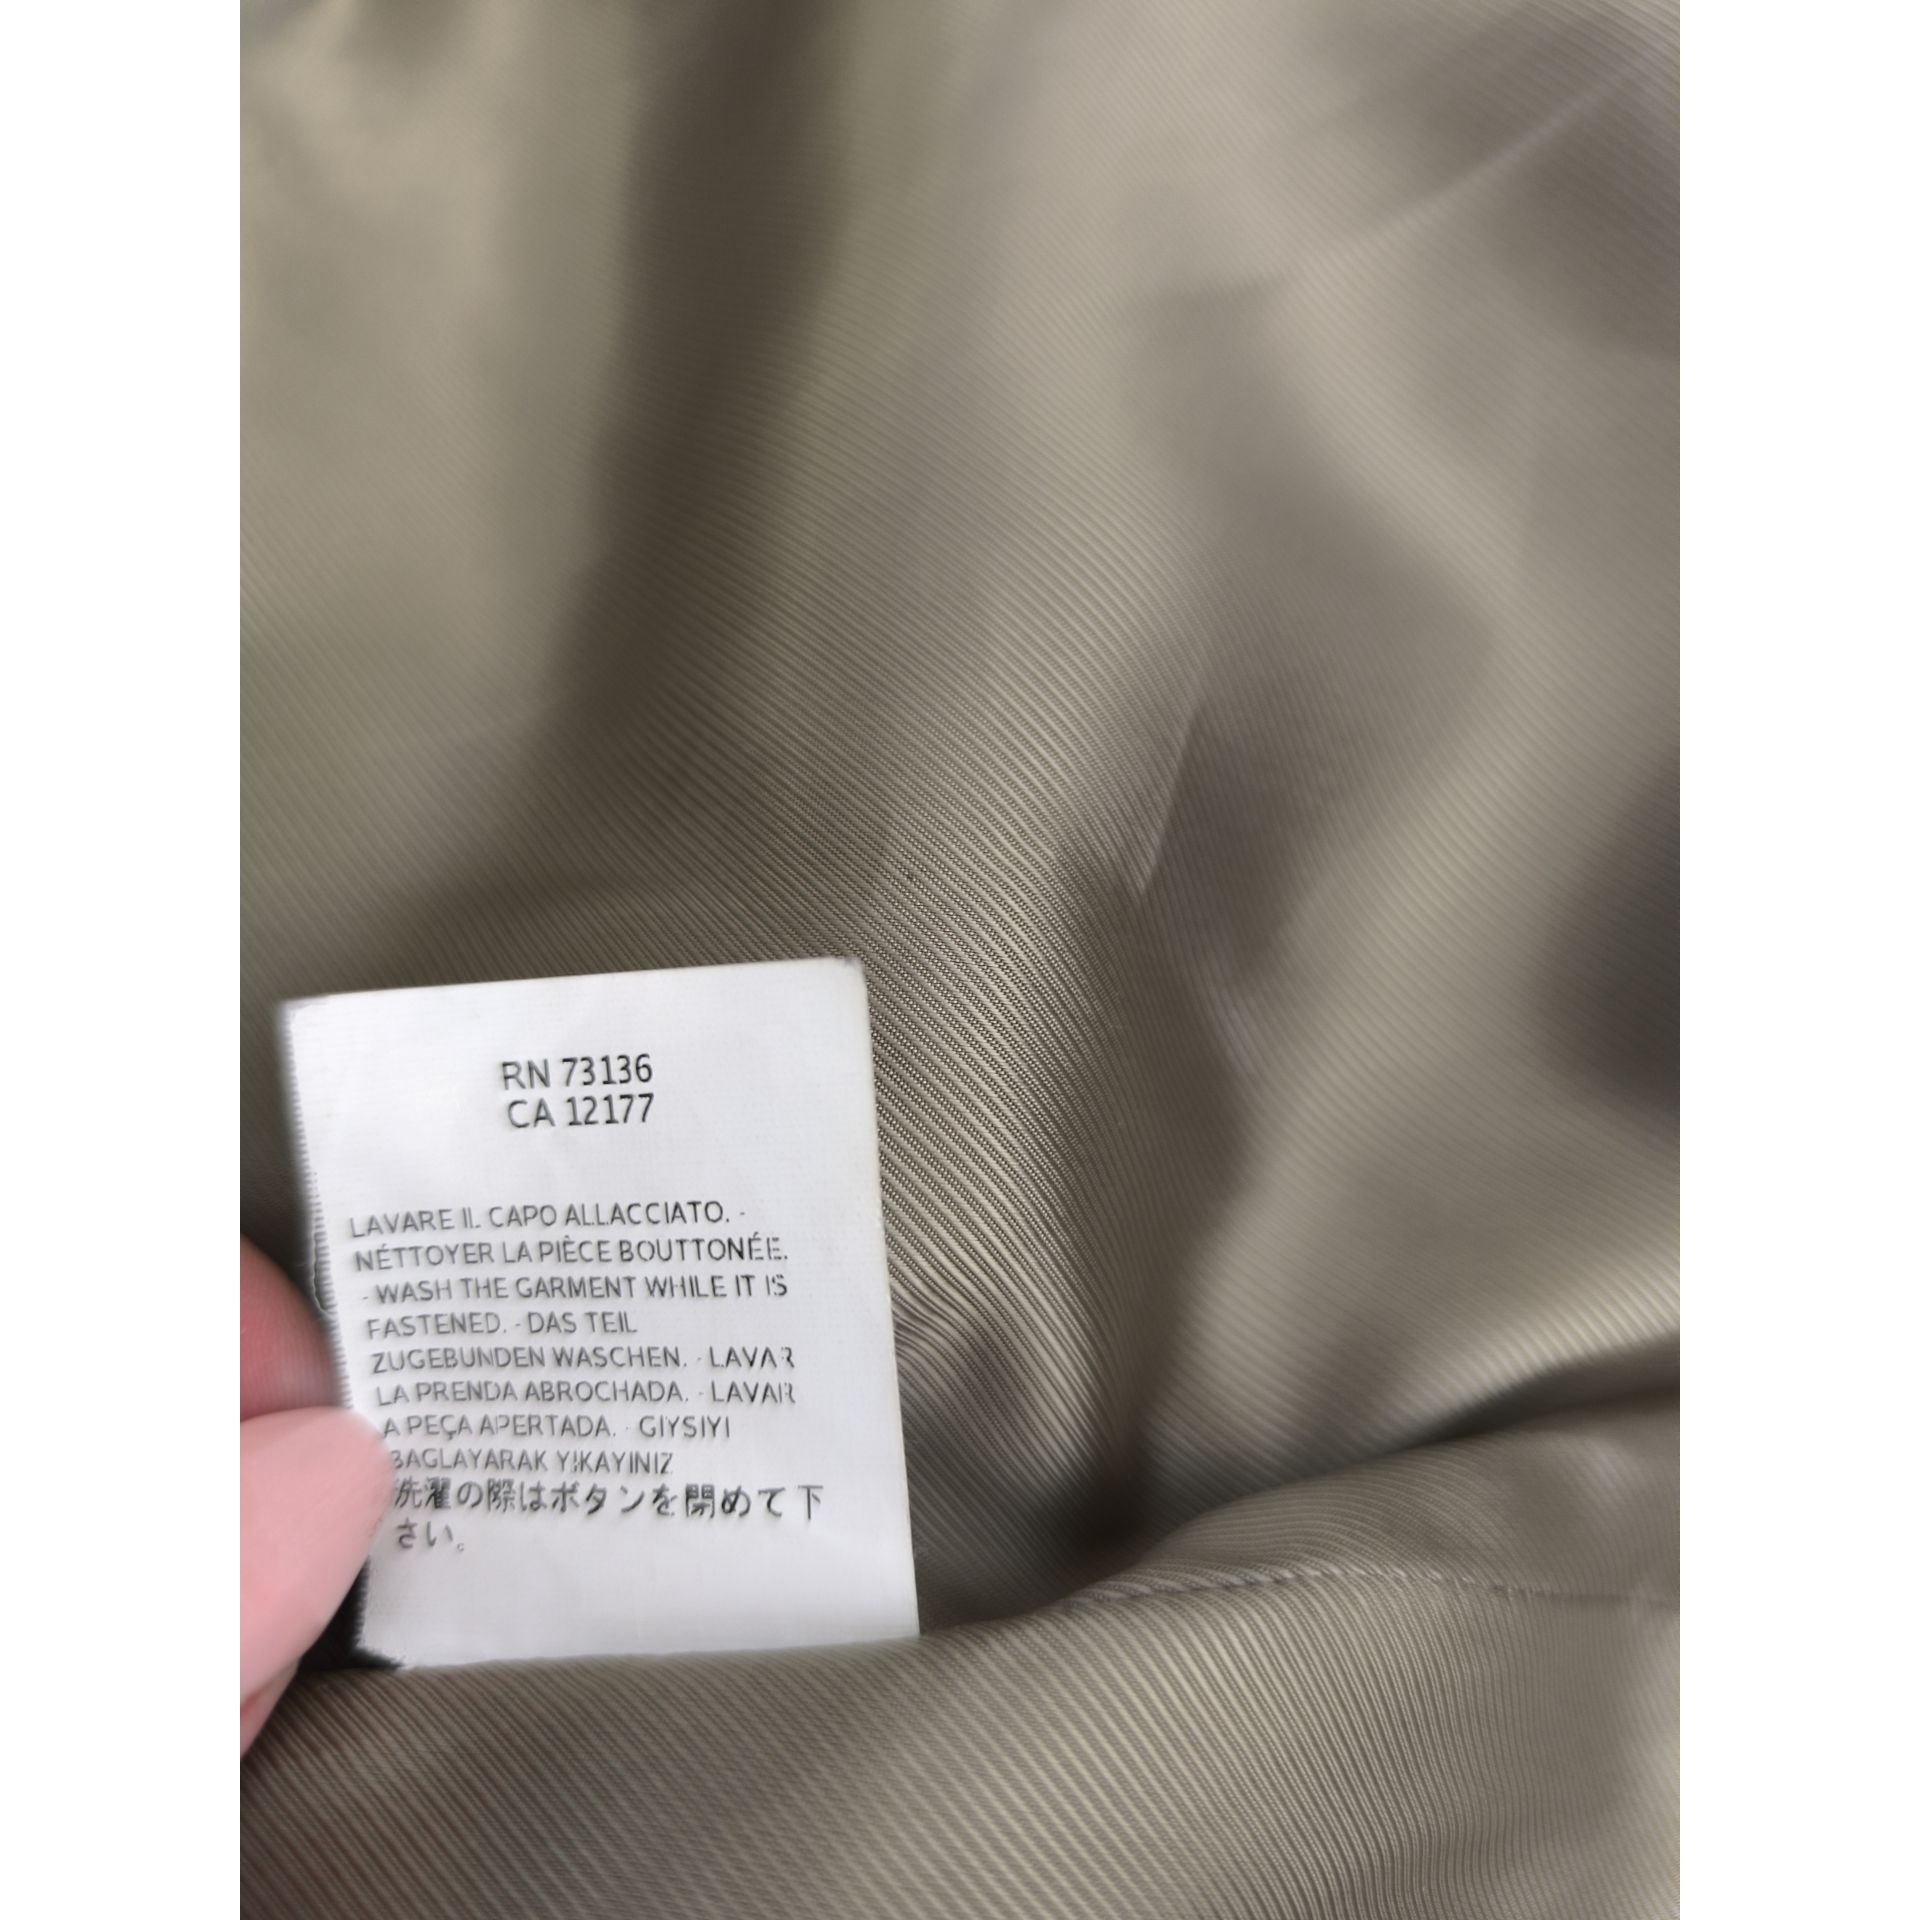 RN 73136
CA 12177
LAVARE IL CAPO ALLACCIATO. -
NÉTTOYER LA PIÈCE BOUTTONÉE.
- WASH THE GARMENT WHILE IT IS
FASTENED. - DAS TEIL
ZUGEBUNDEN WASCHEN. - LAVAR
LA PRENDA ABROCHADA. - LAVAR
A PEÇA APERTADA. - GIYSIYI
BAGLAYARAK YIKAYINIZ
洗濯の際はボタンを閉めて下
さい。